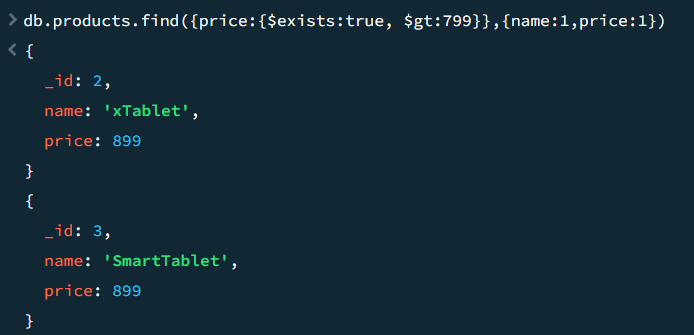 > db.products.find({price:{$exists:true, $gt:799}},{name:1,price:1})
< {
_id: 2,
name: 'xTablet',
price: 899
}
{
_id: 3,
name: 'SmartTablet',
price: 899
}